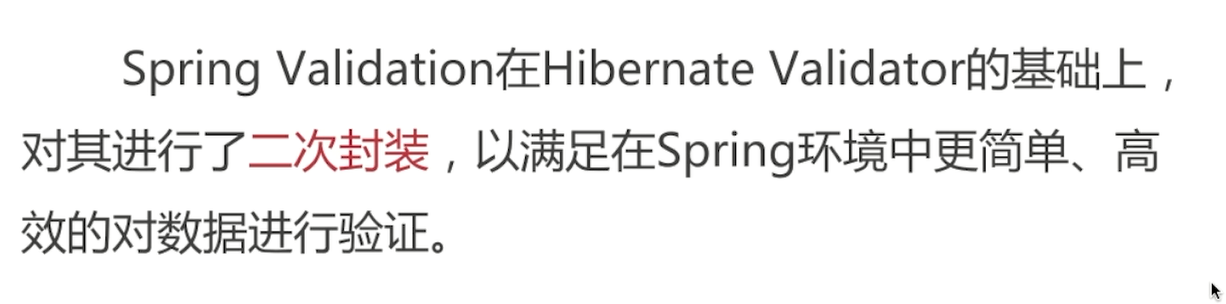 Spring Validation在Hibernate Validator的基础上，
对其进行了二次封装，以满足在Spring环境中更简单、高
效的对数据进行验证。